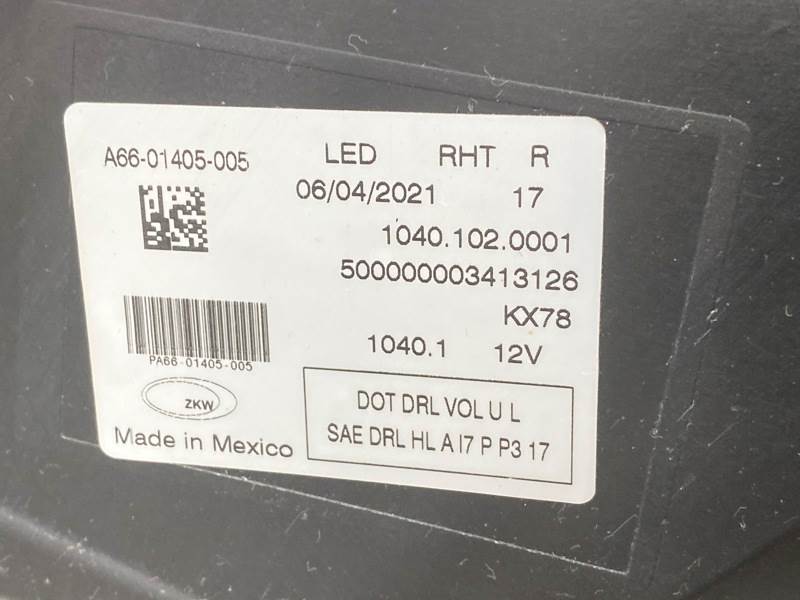 A66-01405-005
LED RHT R
06/04/2021 17
1040.102.0001
500000003413126
KX78
1040.1 12V
PA66-01405-005
ZKW
Made in Mexico
DOT DRL VOL U L
SAE DRL HL A I7 P P3 17